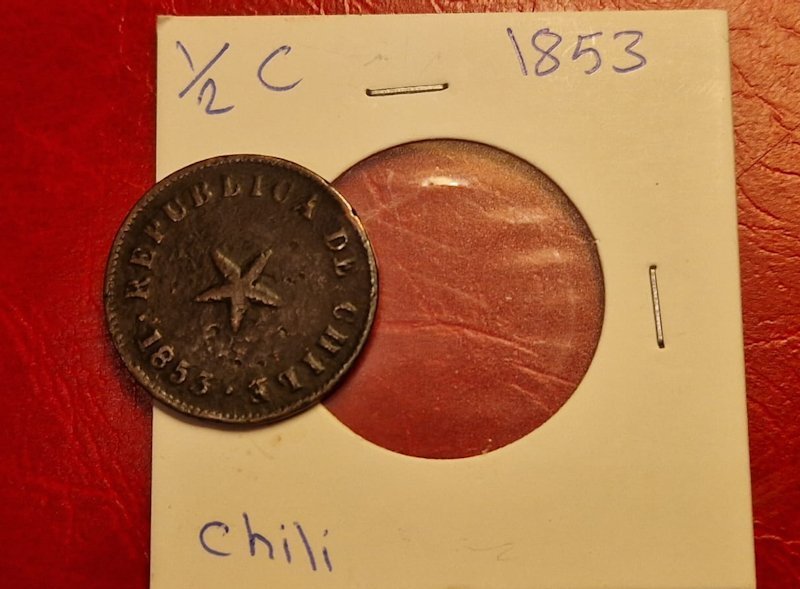 ½ C 1853
REPUBLICA DE CHILE
· 1853 ·
Chili